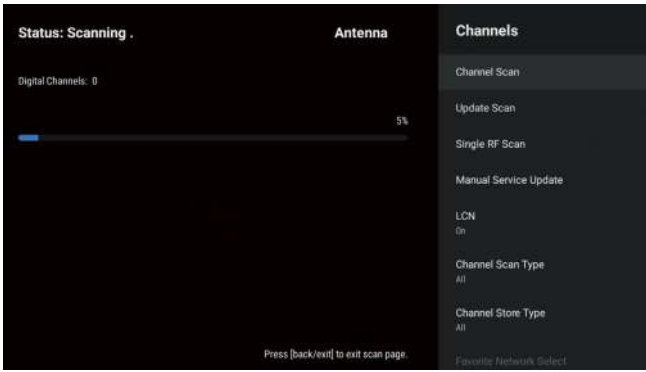 Status: Scanning .
Antenna
Digital Channels: 0
5%
Press [back/exit] to exit scan page.
Channels
Channel Scan
Update Scan
Single RF Scan
Manual Service Update
LCN
On
Channel Scan Type
All
Channel Store Type
All
Favorite Network Select